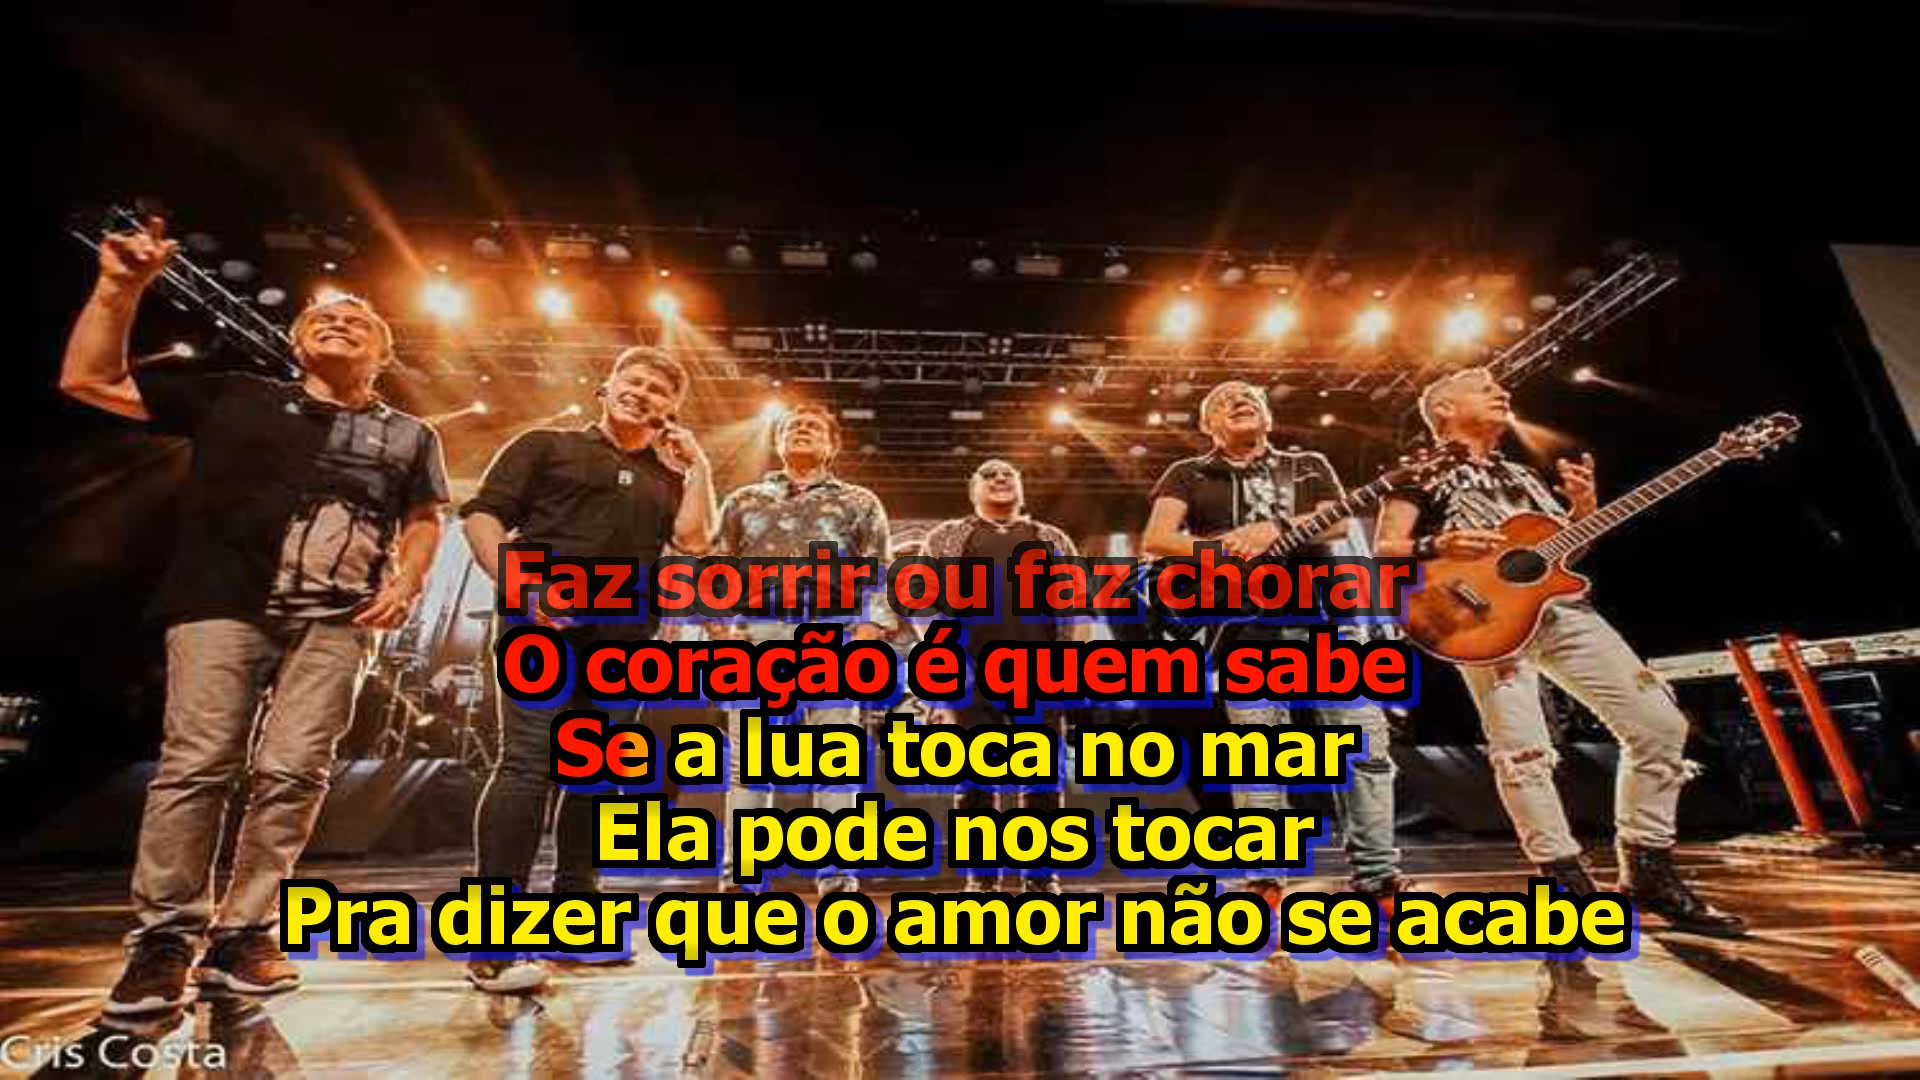 Faz sorrir ou faz chorar
O coração é quem sabe
Se a lua toca no mar
Ela pode nos tocar
Pra dizer que o amor não se acabe
Cris Costa